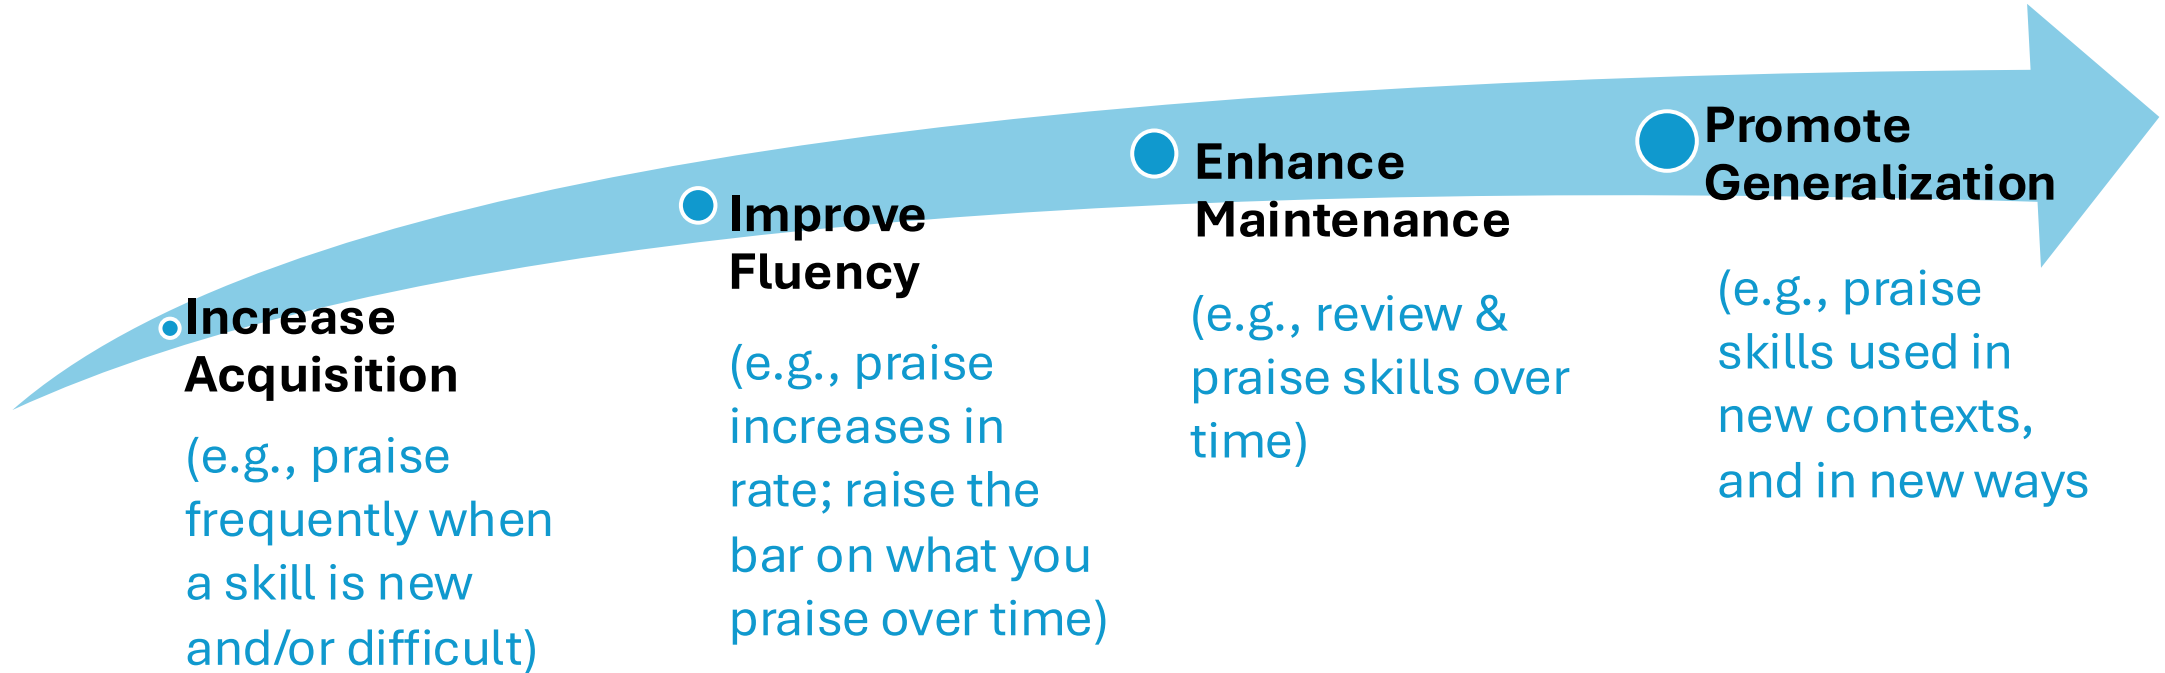 Increase
Acquisition
(e.g., praise
frequently when
a skill is new
and/or difficult)
Improve
Fluency
(e.g., praise
increases in
rate; raise the
bar on what you
praise over time)
Enhance
Maintenance
(e.g., review &
praise skills over
time)
Promote
Generalization
(e.g., praise
skills used in
new contexts,
and in new ways